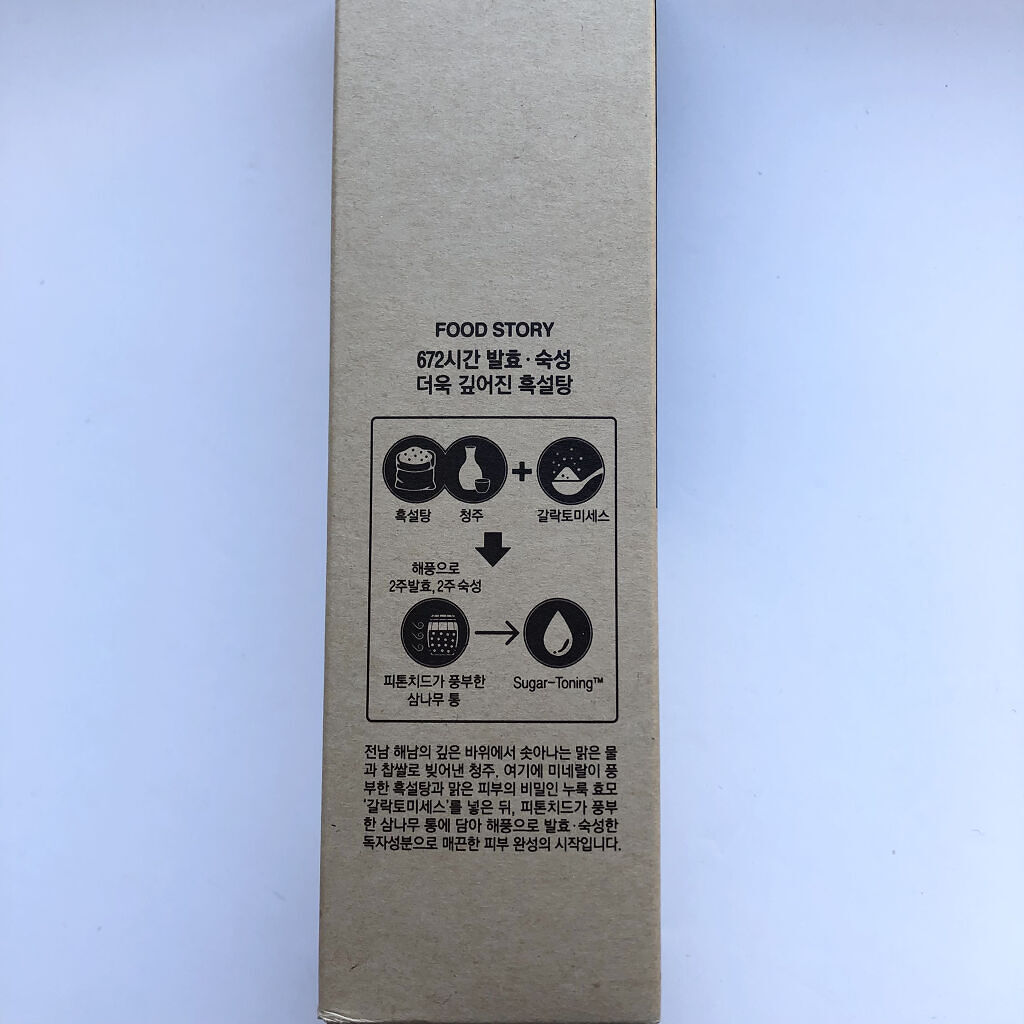 FOOD STORY
672시간 발효·숙성
더욱 깊어진 흑설탕
흑설탕 청주 + 갈락토미세스
해풍으로
2주발효, 2주 숙성
피톤치드가 풍부한 Sugar-Toning™
삼나무 통
전남 해남의 깊은 바위에서 솟아나는 맑은 물
과 찹쌀로 빚어낸 청주. 여기에 미네랄이 풍
부한 흑설탕과 맑은 피부의 비밀인 누룩 효모
'갈락토미세스'를 넣은 뒤, 피톤치드가 풍부
한 삼나무 통에 담아 해풍으로 발효·숙성한
독자성분으로 매끈한 피부 완성의 시작입니다.